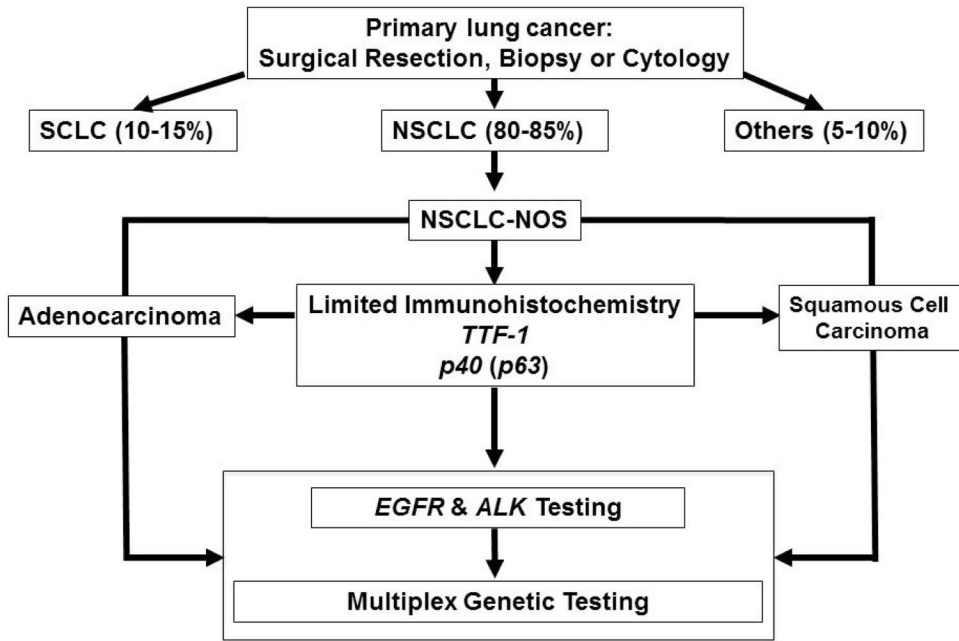 Primary lung cancer:
Surgical Resection, Biopsy or Cytology
SCLC (10-15%)
NSCLC (80-85%)
Others (5-10%)
NSCLC-NOS
Adenocarcinoma
Limited Immunohistochemistry
TTF-1
p40 (p63)
Squamous Cell
Carcinoma
EGFR & ALK Testing
Multiplex Genetic Testing